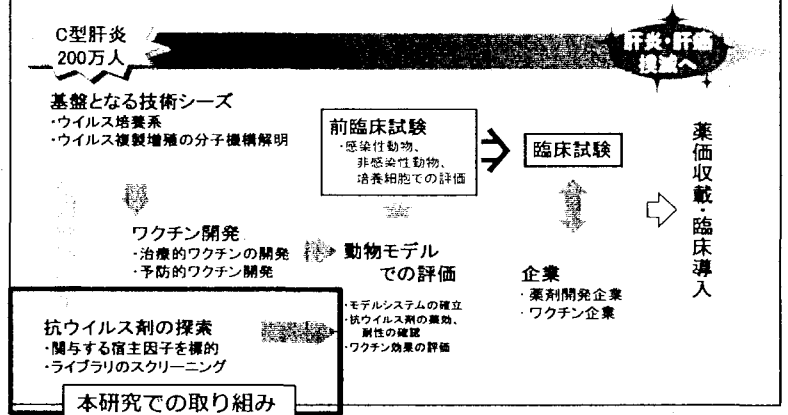 C型肝炎
200万人
肝炎・肝癌
撲滅へ
基盤となる技術シーズ
・ウイルス培養系
・ウイルス複製増殖の分子機構解明
前臨床試験
・感染性動物、
非感染性動物、
培養細胞での評価
臨床試験
薬価収載・臨床導入
ワクチン開発
・治療的ワクチンの開発
・予防的ワクチン開発
動物モデル
での評価
・モデルシステムの確立
・抗ウイルス剤の薬効、
耐性の確認
・ワクチン効果の評価
企業
・薬剤開発企業
・ワクチン企業
抗ウイルス剤の探索
・関与する宿主因子を標的
・ライブラリのスクリーニング
本研究での取り組み